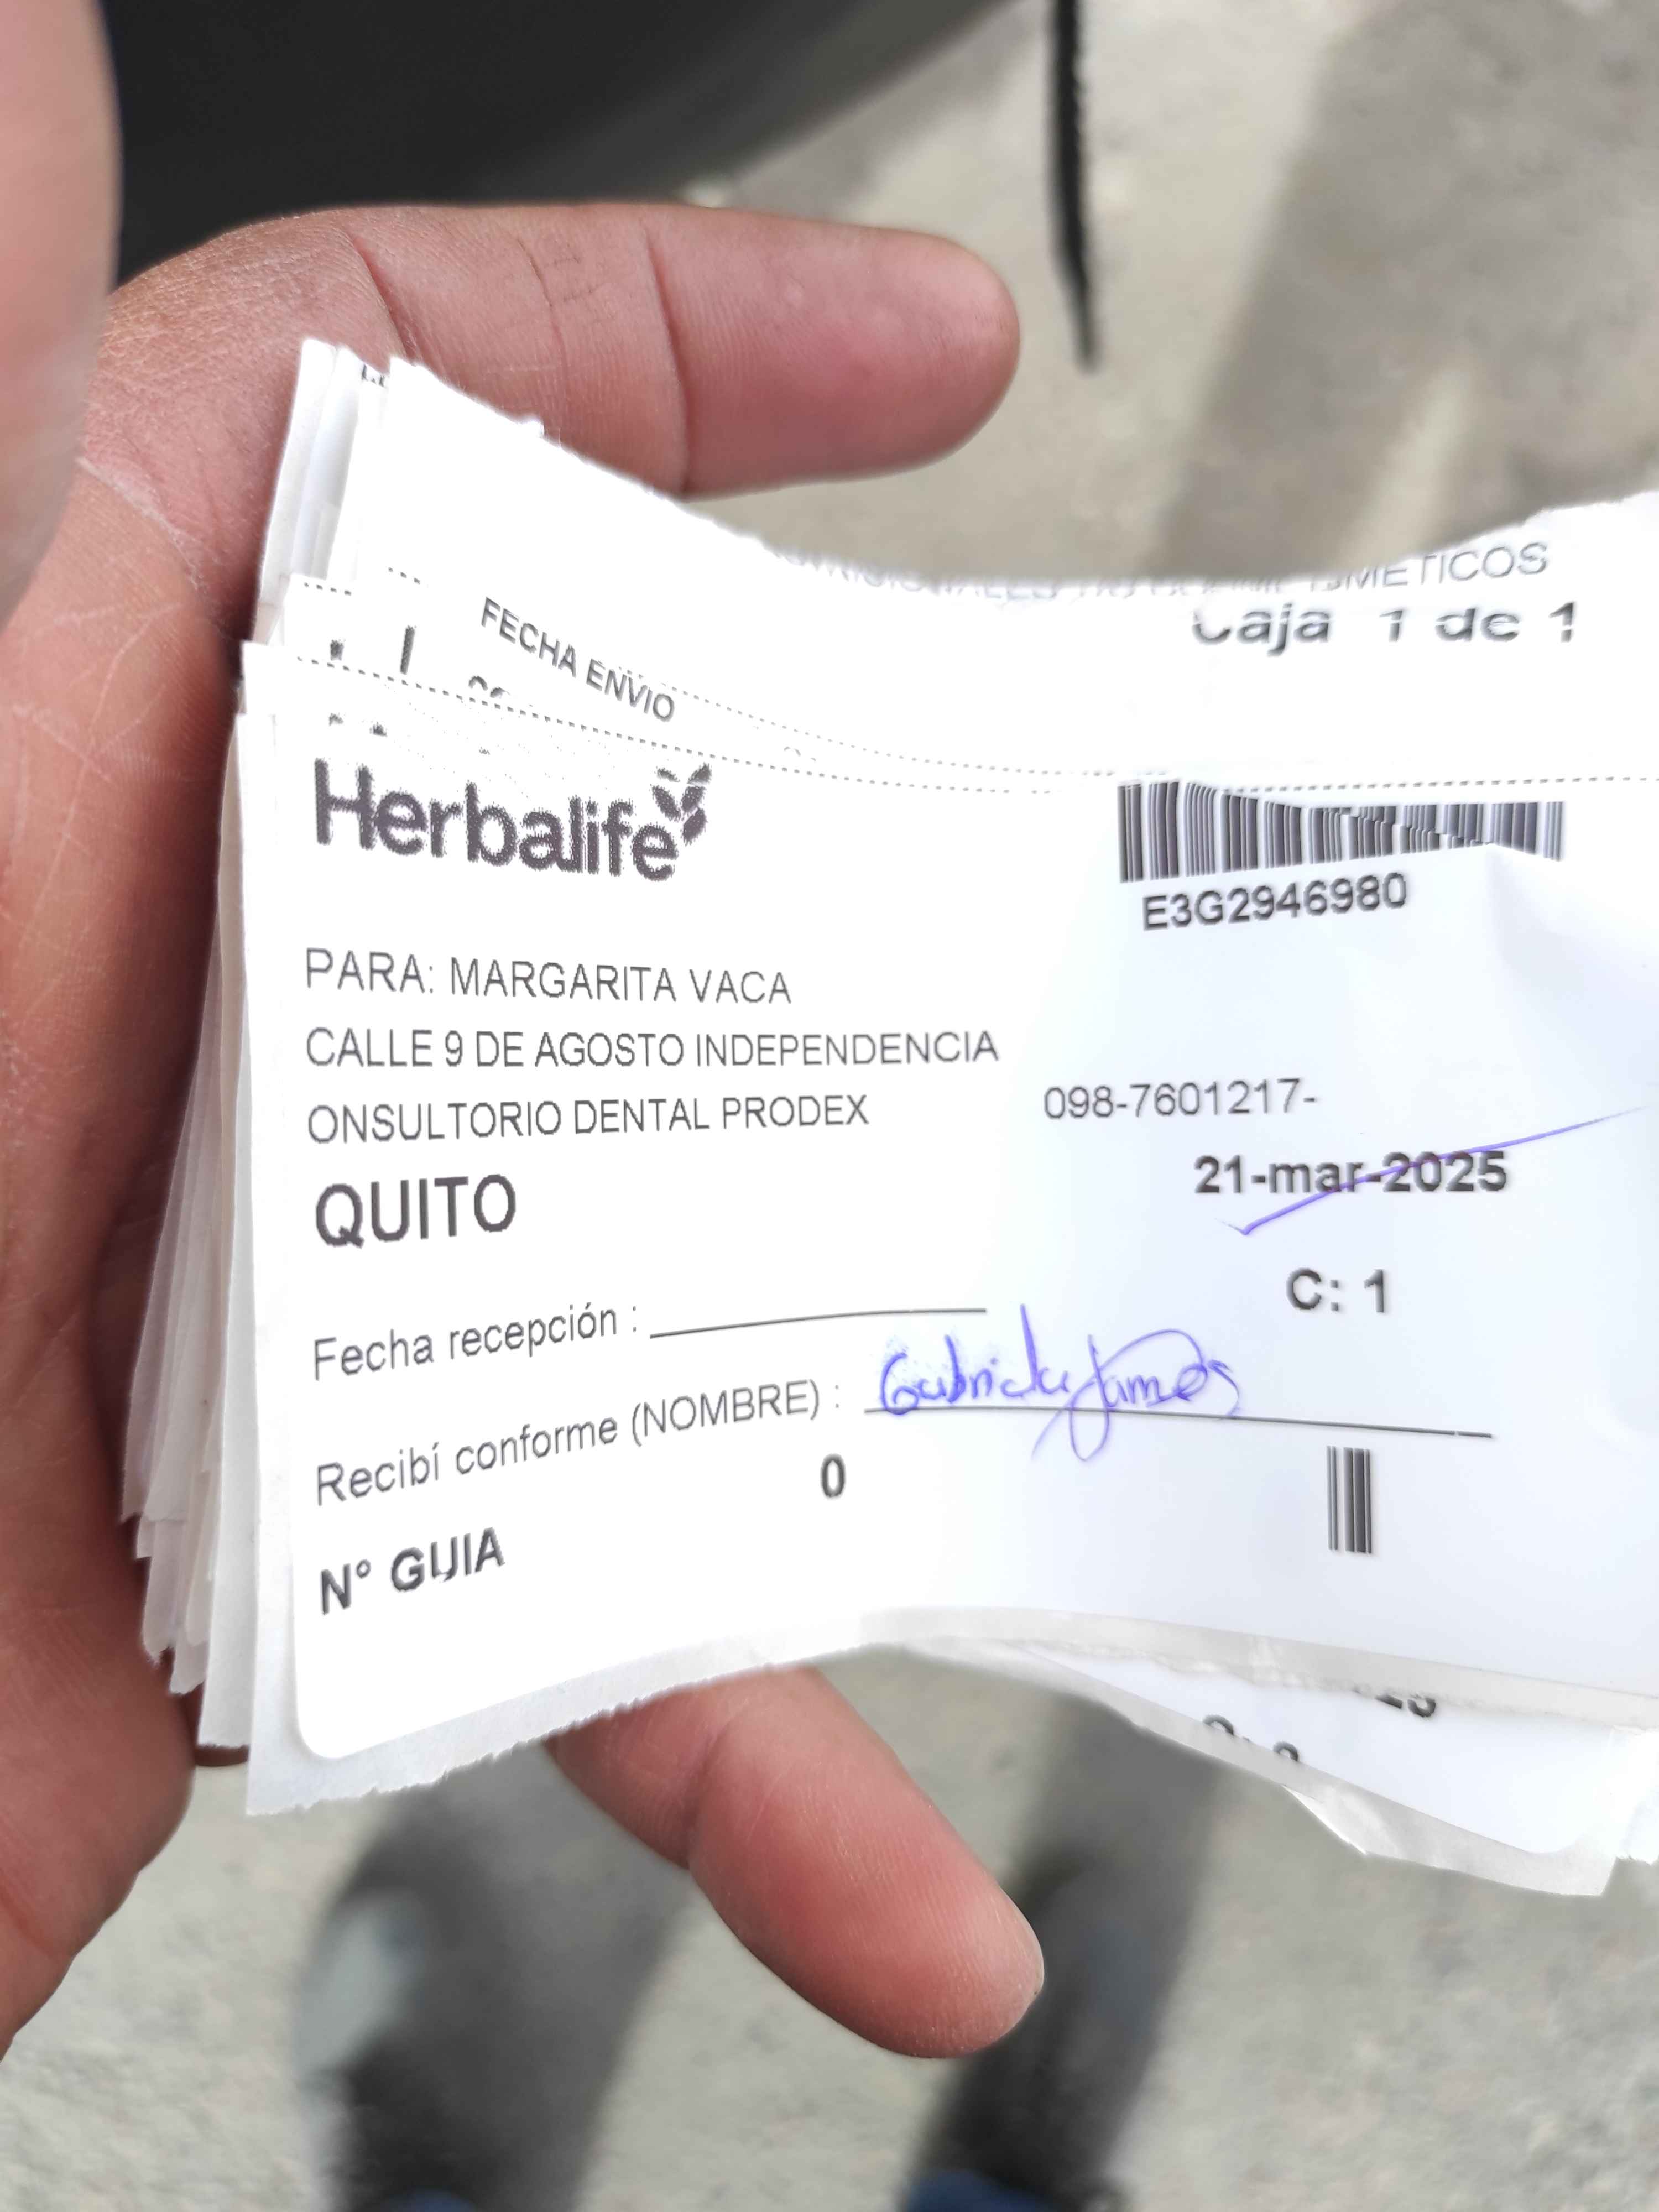 Caja 1 de 1
FECHA ENVIO
Herbalife
E3G2946980
PARA: MARGARITA VACA
CALLE 9 DE AGOSTO INDEPENDENCIA
ONSULTORIO DENTAL PRODEX 098-7601217-
QUITO 21-mar-2025
C: 1
Fecha recepción :
Recibí conforme (NOMBRE) : Gabriela
0
N° GUIA